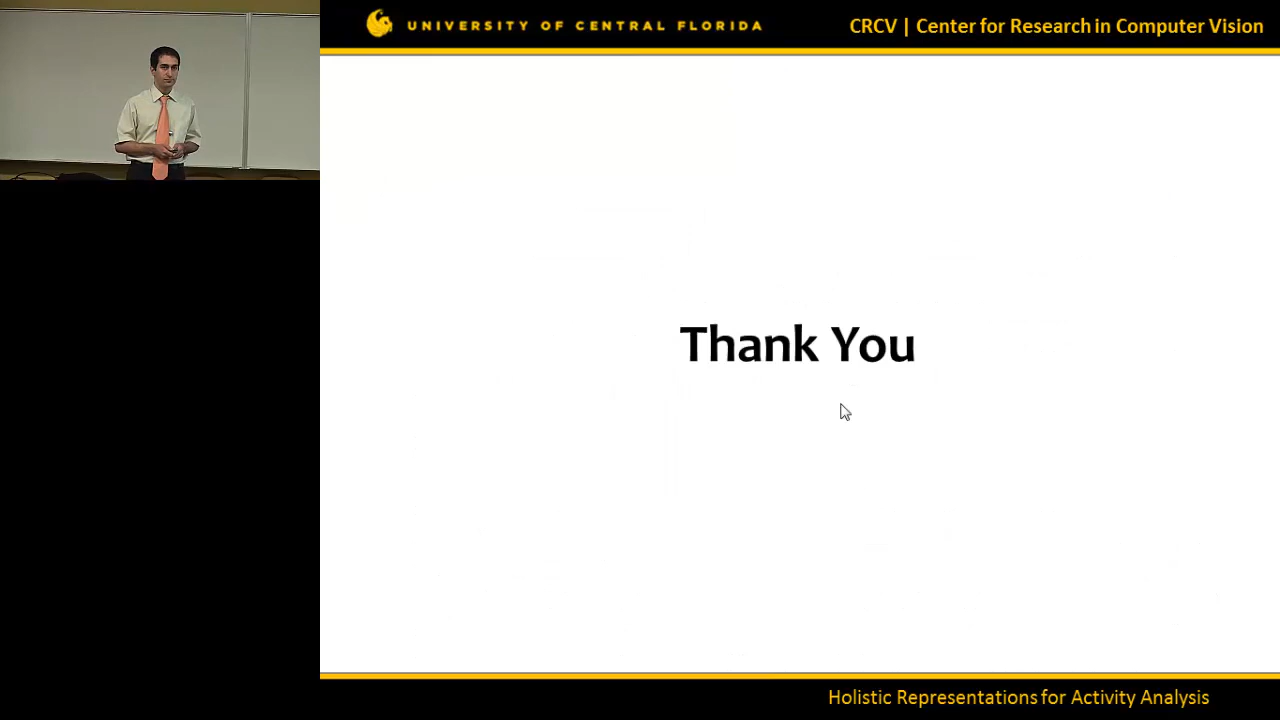 UNIVERSITY OF CENTRAL FLORIDA
CRCV | Center for Research in Computer Vision
Thank You
Holistic Representations for Activity Analysis